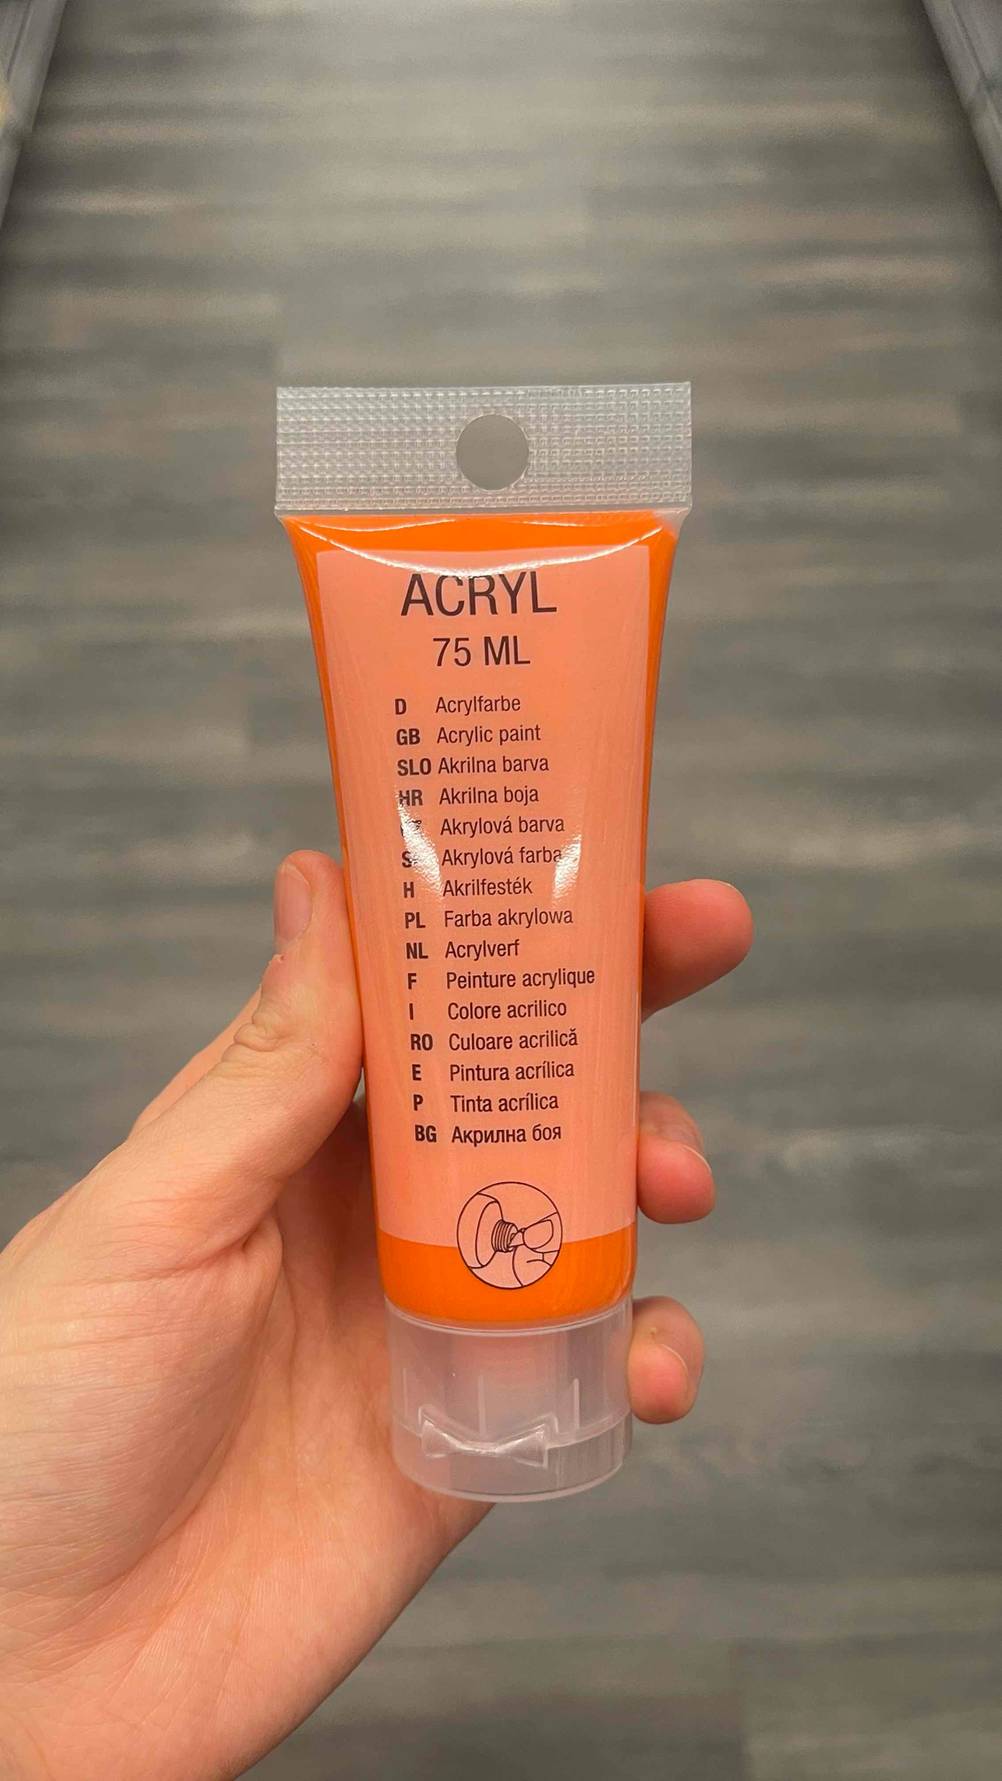 ACRYL
75 ML
D Acrylfarbe
GB Acrylic paint
SLO Akrilna barva
HR Akrilna boja
Akrylová barva
Akrylová farba
H Akrilfesték
PL Farba akrylowa
NL Acrylverf
F Peinture acrylique
I Colore acrilico
RO Culoare acrilică
E Pintura acrílica
P Tinta acrílica
BG Акрилна боя